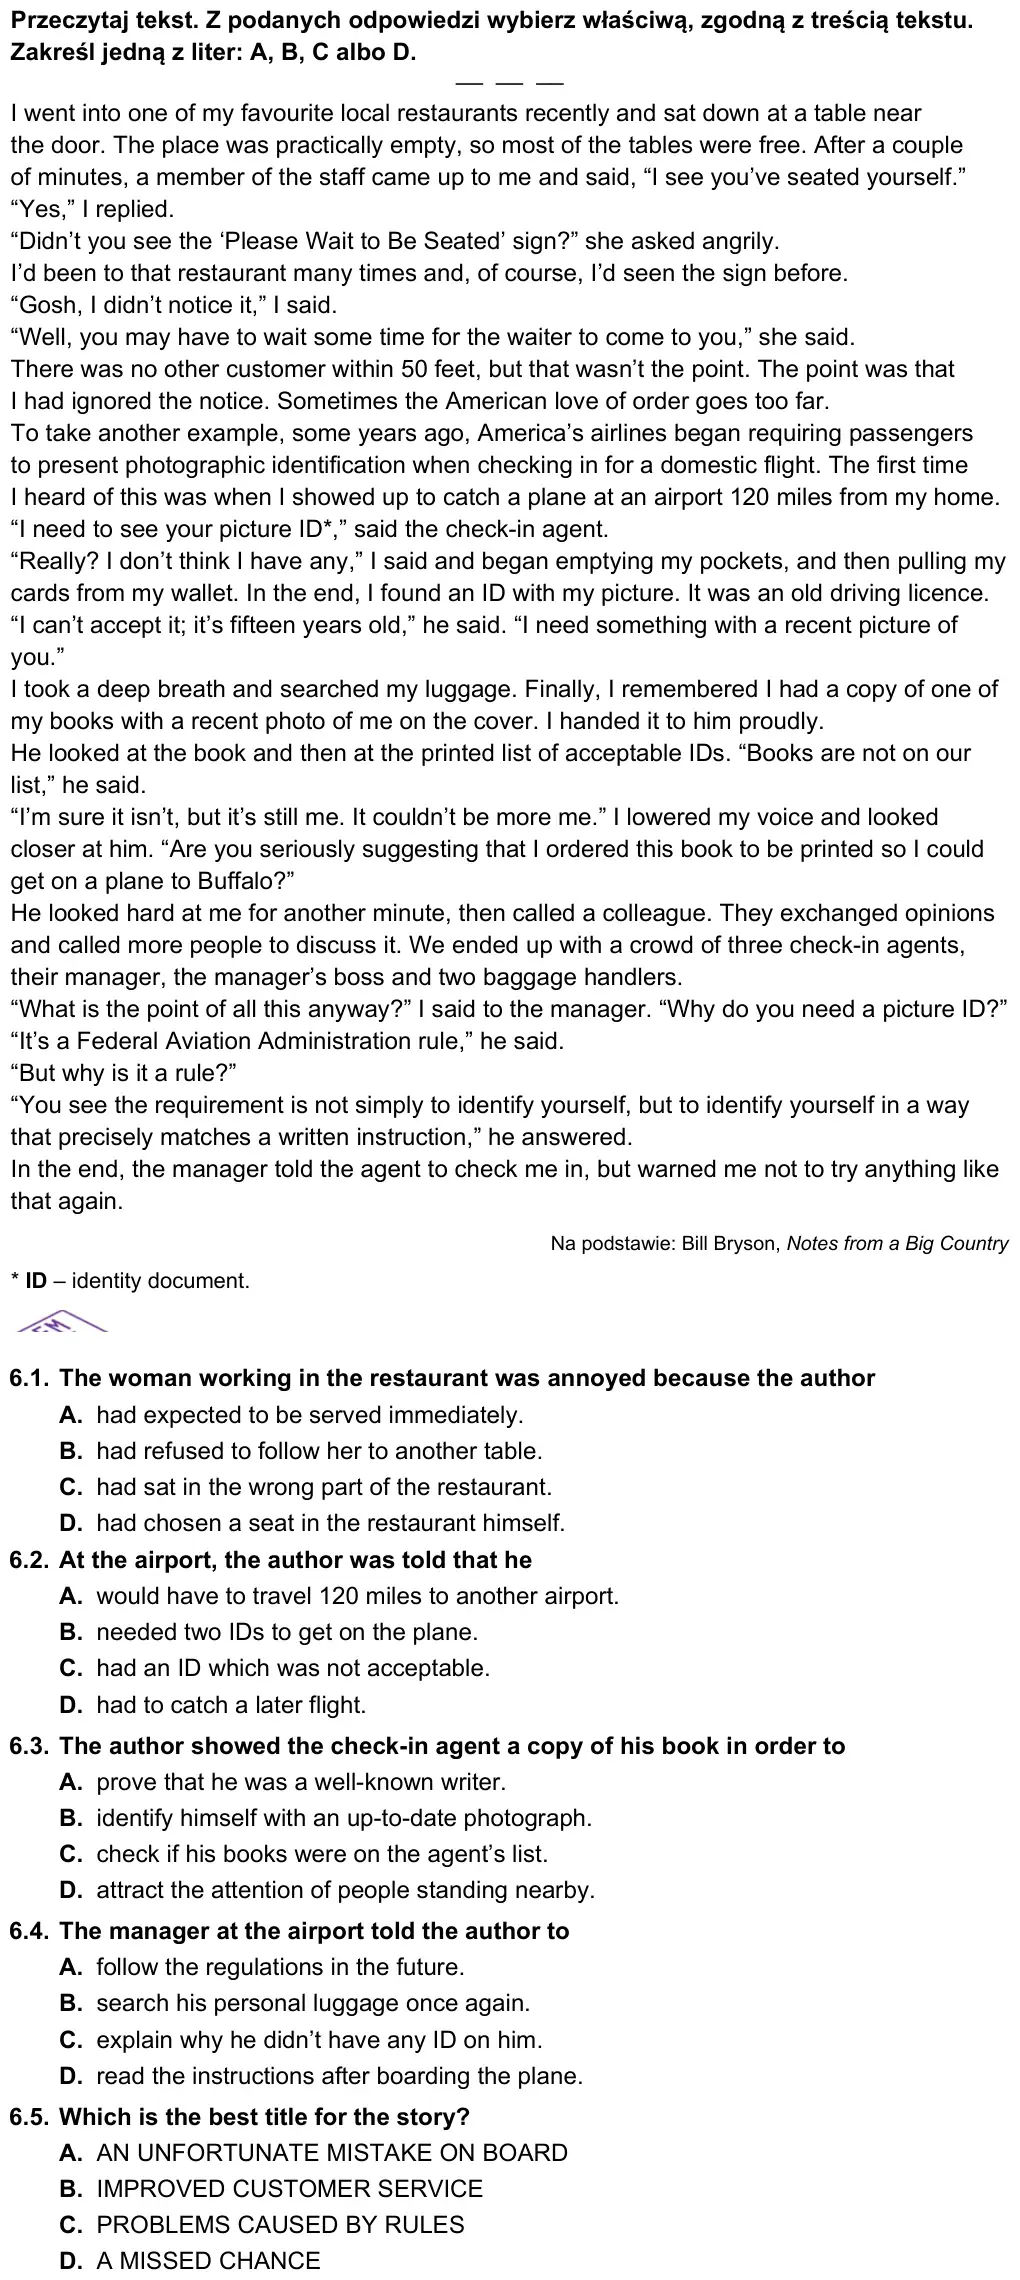 Przeczytaj tekst. Z podanych odpowiedzi wybierz właściwą, zgodną z treścią tekstu.
Zakreśl jedną z liter: A, B, C albo D.
I went into one of my favourite local restaurants recently and sat down at a table near
the door. The place was practically empty, so most of the tables were free. After a couple
of minutes, a member of the staff came up to me and said, “I see you’ve seated yourself.”
“Yes,” I replied.
“Didn’t you see the ‘Please Wait to Be Seated’ sign?” she asked angrily.
I’d been to that restaurant many times and, of course, I’d seen the sign before.
“Gosh, I didn’t notice it,” I said.
“Well, you may have to wait some time for the waiter to come to you,” she said.
There was no other customer within 50 feet, but that wasn’t the point. The point was that
I had ignored the notice. Sometimes the American love of order goes too far.
To take another example, some years ago, America’s airlines began requiring passengers
to present photographic identification when checking in for a domestic flight. The first time
I heard of this was when I showed up to catch a plane at an airport 120 miles from my home.
“I need to see your picture ID*,” said the check-in agent.
“Really? I don’t think I have any,” I said and began emptying my pockets, and then pulling my
cards from my wallet. In the end, I found an ID with my picture. It was an old driving licence.
“I can’t accept it; it’s fifteen years old,” he said. “I need something with a recent picture of
you.”
I took a deep breath and searched my luggage. Finally, I remembered I had a copy of one of
my books with a recent photo of me on the cover. I handed it to him proudly.
He looked at the book and then at the printed list of acceptable IDs. “Books are not on our
list,” he said.
“I’m sure it isn’t, but it’s still me. It couldn’t be more me.” I lowered my voice and looked
closer at him. “Are you seriously suggesting that I ordered this book to be printed so I could
get on a plane to Buffalo?”
He looked hard at me for another minute, then called a colleague. They exchanged opinions
and called more people to discuss it. We ended up with a crowd of three check-in agents,
their manager, the manager’s boss and two baggage handlers.
“What is the point of all this anyway?” I said to the manager. “Why do you need a picture ID?”
“It’s a Federal Aviation Administration rule,” he said.
“But why is it a rule?”
“You see the requirement is not simply to identify yourself, but to identify yourself in a way
that precisely matches a written instruction,” he answered.
In the end, the manager told the agent to check me in, but warned me not to try anything like
that again.
Na podstawie: Bill Bryson, Notes from a Big Country
* ID – identity document.
6.1. The woman working in the restaurant was annoyed because the author
A. had expected to be served immediately.
B. had refused to follow her to another table.
C. had sat in the wrong part of the restaurant.
D. had chosen a seat in the restaurant himself.
6.2. At the airport, the author was told that he
A. would have to travel 120 miles to another airport.
B. needed two IDs to get on the plane.
C. had an ID which was not acceptable.
D. had to catch a later flight.
6.3. The author showed the check-in agent a copy of his book in order to
A. prove that he was a well-known writer.
B. identify himself with an up-to-date photograph.
C. check if his books were on the agent’s list.
D. attract the attention of people standing nearby.
6.4. The manager at the airport told the author to
A. follow the regulations in the future.
B. search his personal luggage once again.
C. explain why he didn’t have any ID on him.
D. read the instructions after boarding the plane.
6.5. Which is the best title for the story?
A. AN UNFORTUNATE MISTAKE ON BOARD
B. IMPROVED CUSTOMER SERVICE
C. PROBLEMS CAUSED BY RULES
D. A MISSED CHANCE